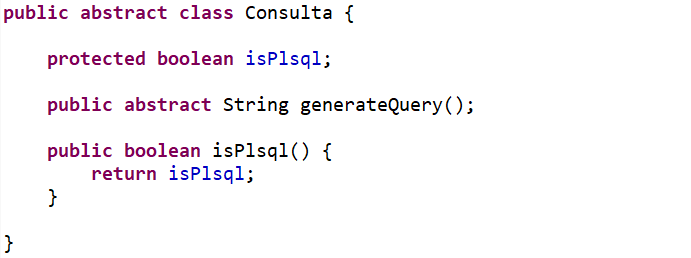 public abstract class Consulta {
protected boolean isPlsql;
public abstract String generateQuery();
public boolean isPlsql() {
return isPlsql;
}
}